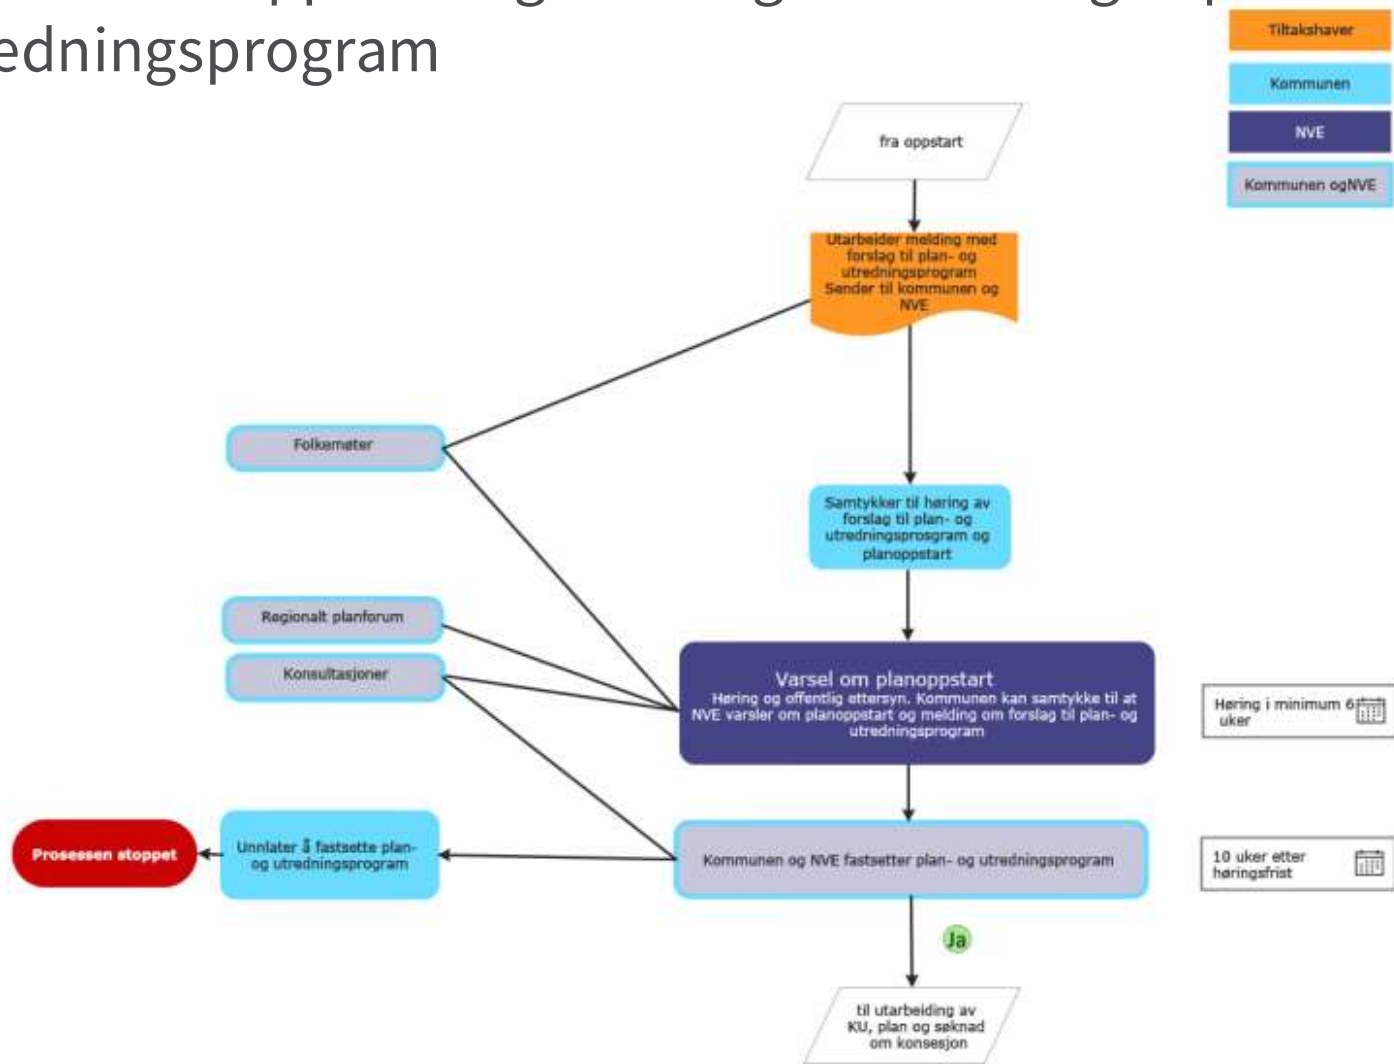 edningsprogram
Tiltakshaver
Kommunen
NVE
Kommunen ogNVE
fra oppstart
Utarbeider melding med
forslag til plan- og
utredningsprogram
Sender til kommunen og
NVE
Folkemøter
Samtykker til høring av
forslag til plan- og
utredningsprosgram og
planoppstart
Regionalt planforum
Konsultasjoner
Varsel om planoppstart
Høring og offentlig ettersyn. Kommunen kan samtykke til at
NVE varsler om planoppstart og melding om forslag til plan- og
utredningsprogram
Høring i minimum 6
uker
Prosessen stoppet
Unnlater å fastsette plan-
og utredningsprogram
Kommunen og NVE fastsetter plan- og utredningsprogram
10 uker etter
høringsfrist
Ja
til utarbeiding av
KU, plan og søknad
om konsesjon